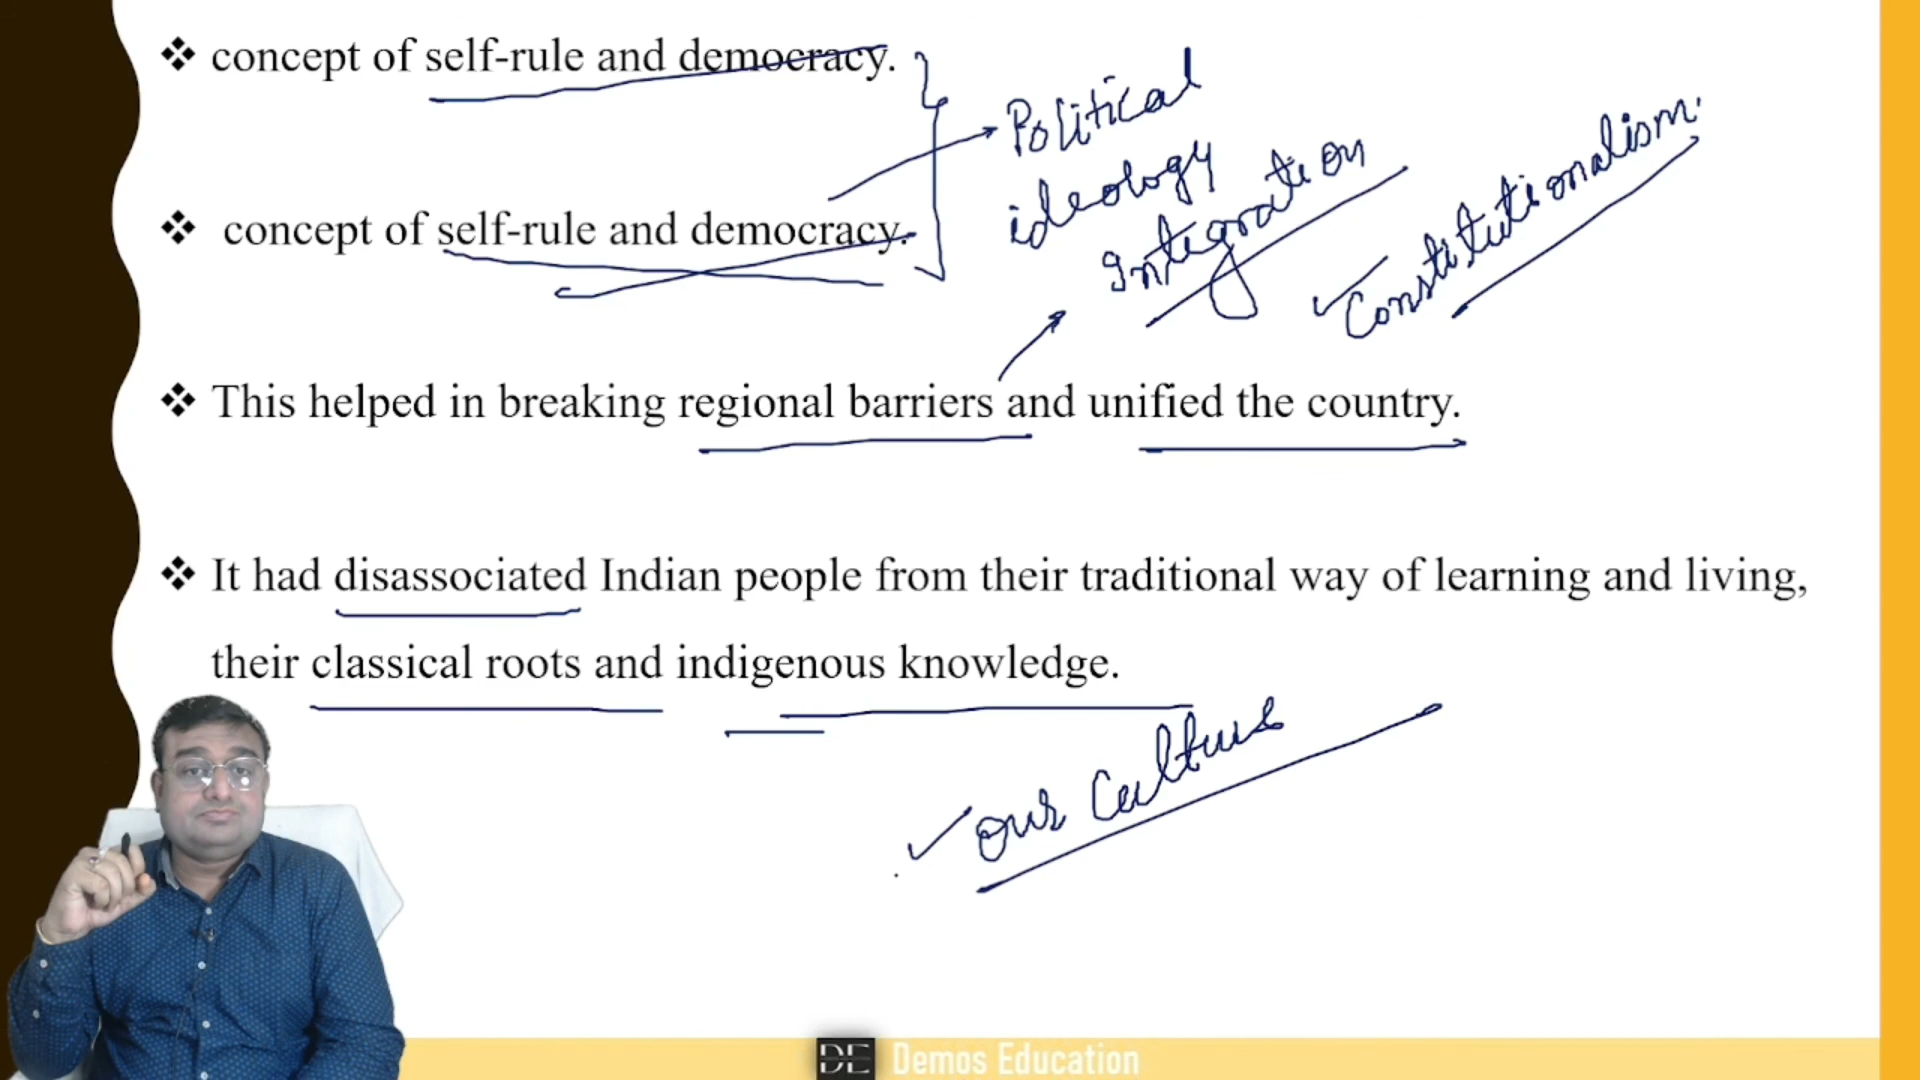 ❖ concept of self-rule and democracy.
Political
ideology
Integration
Constitutionalism.
❖ concept of self-rule and democracy.
❖ This helped in breaking regional barriers and unified the country.
❖ It had disassociated Indian people from their traditional way of learning and living,
their classical roots and indigenous knowledge.
our Culture
DE Demos Education